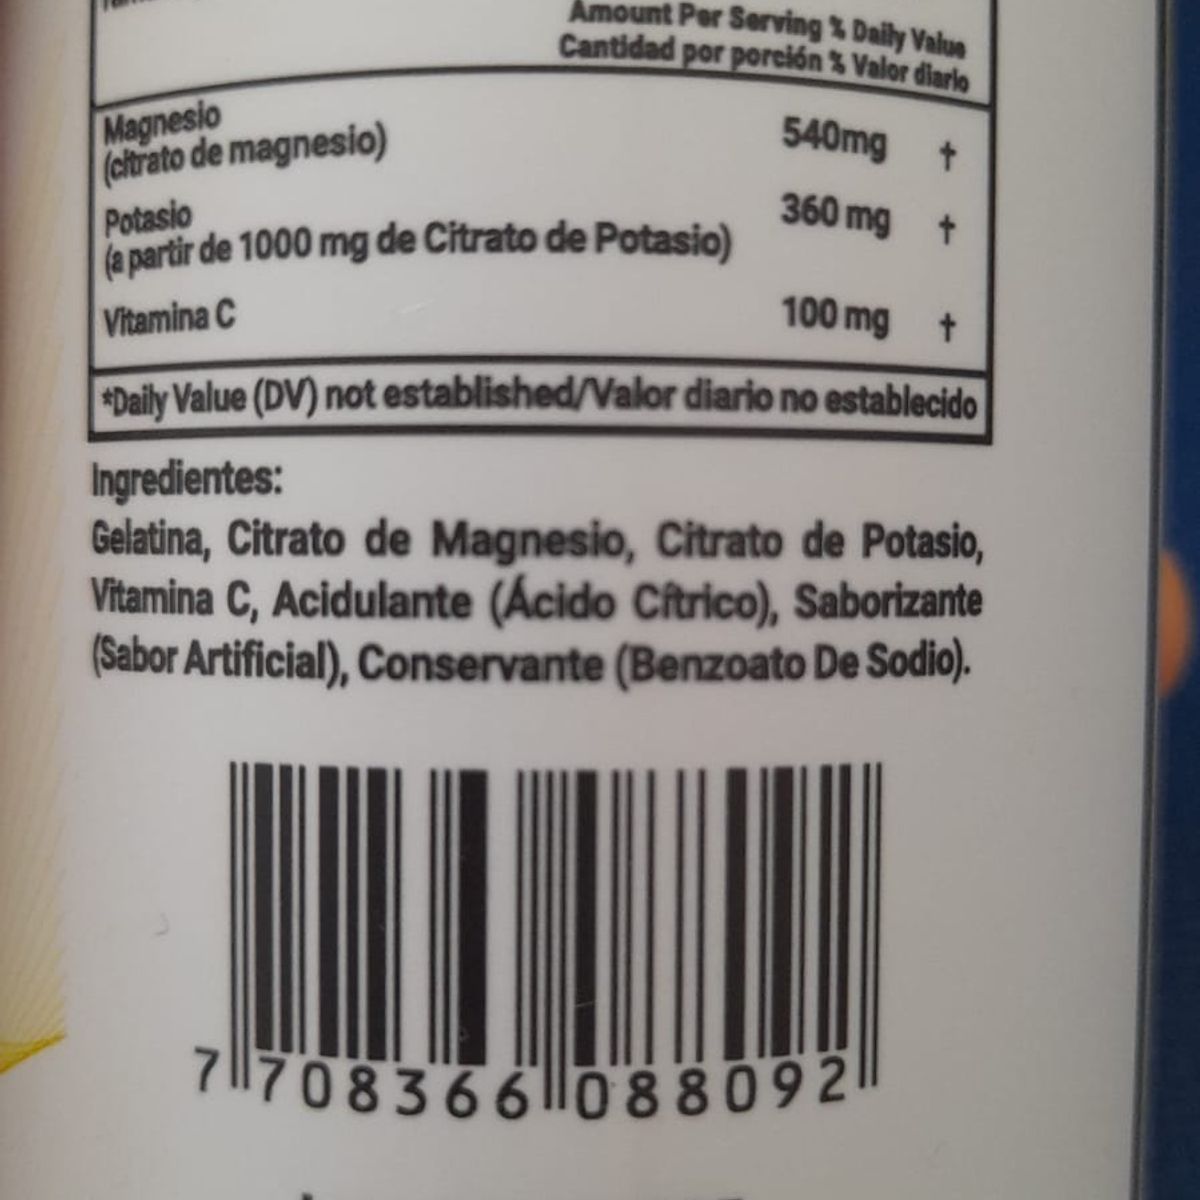 Amount Per Serving % Daily Value
Cantidad por porción % Valor diario
Magnesio
(citrato de magnesio) 540mg †
Potasio
(a partir de 1000 mg de Citrato de Potasio) 360 mg †
Vitamina C 100 mg †
*Daily Value (DV) not established/Valor diario no establecido
Ingredientes:
Gelatina, Citrato de Magnesio, Citrato de Potasio,
Vitamina C, Acidulante (Ácido Cítrico), Saborizante
(Sabor Artificial), Conservante (Benzoato De Sodio).
7 708366 088092